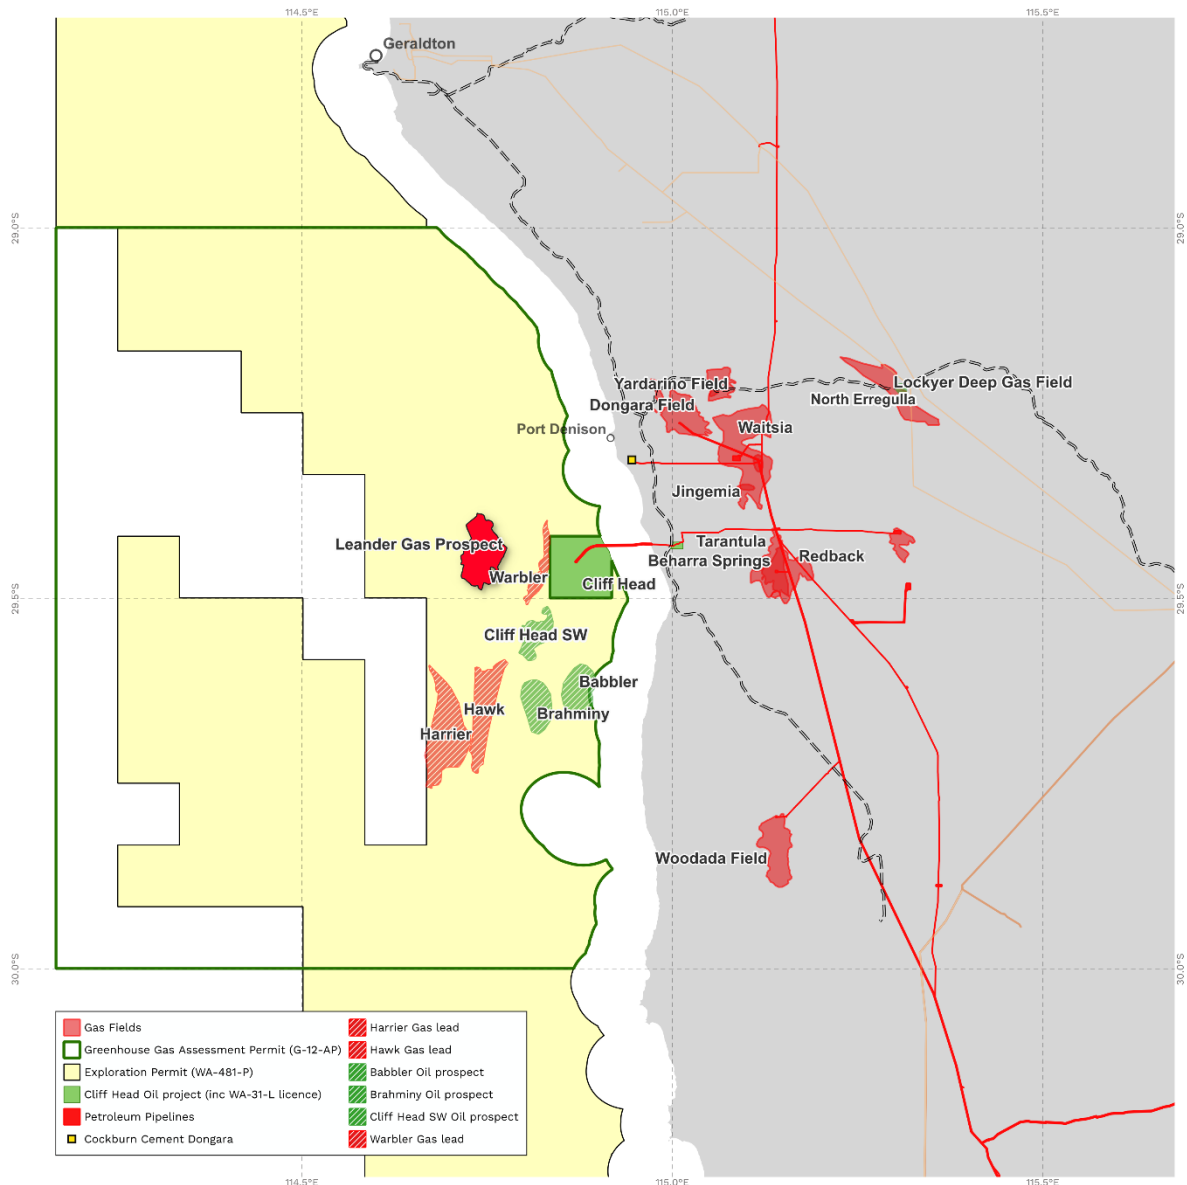 114.5°E
115.0°E
115.5°E
Geraldton
29.0°S
29.0°S
Yardarino Field
Lockyer Deep Gas Field
North Erregulla
Dongara Field
Port Denison
Waitsia
Jingemia
Leander Gas Prospect
Tarantula
Beharra Springs
Redback
Warbler
Cliff Head
29.5°S
29.5°S
Cliff Head SW
Babbler
Hawk
Brahminy
Harrier
Woodada Field
30.0°S
30.0°S
Gas Fields
Greenhouse Gas Assessment Permit (G-12-AP)
Exploration Permit (WA-481-P)
Cliff Head Oil project (inc WA-31-L licence)
Petroleum Pipelines
Cockburn Cement Dongara
Harrier Gas lead
Hawk Gas lead
Babbler Oil prospect
Brahminy Oil prospect
Cliff Head SW Oil prospect
Warbler Gas lead
114.5°E
115.0°E
115.5°E